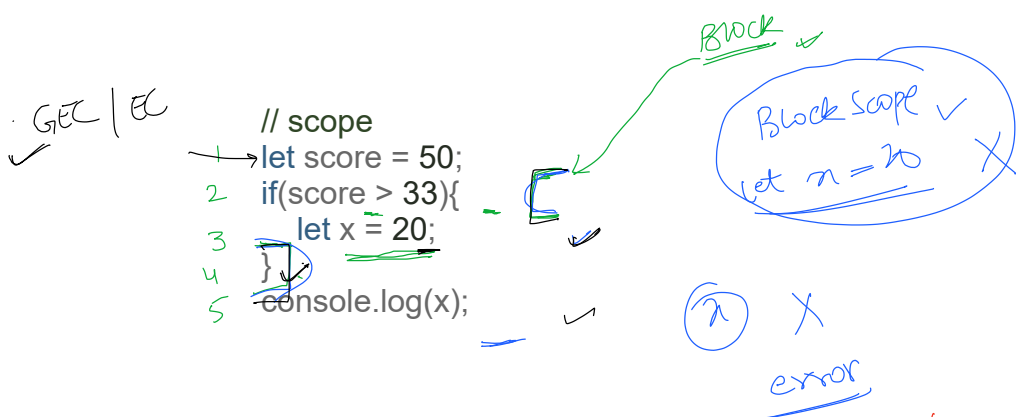 Block
GEC | EC
Block Scope
let x = 20
// scope
1 let score = 50;
2 if(score > 33){
3 let x = 20;
4 }
5 console.log(x);
x X
error